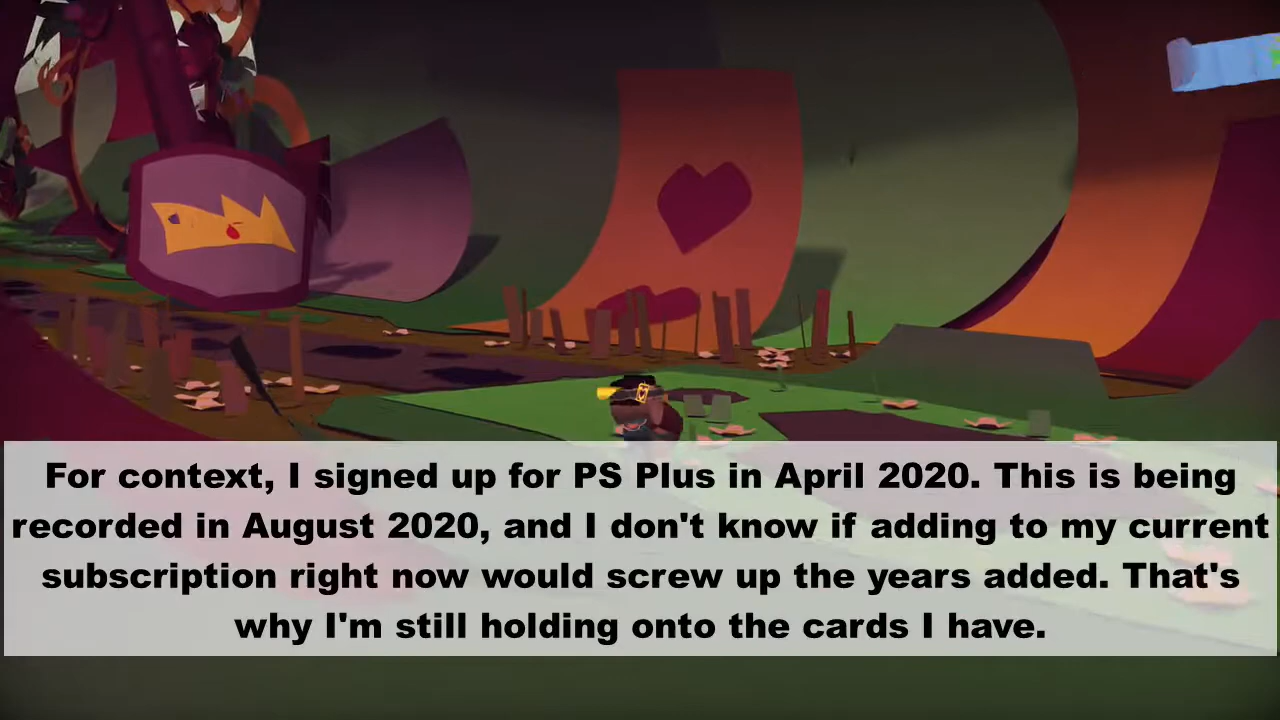 For context, I signed up for PS Plus in April 2020. This is being
recorded in August 2020, and I don't know if adding to my current
subscription right now would screw up the years added. That's
why I'm still holding onto the cards I have.